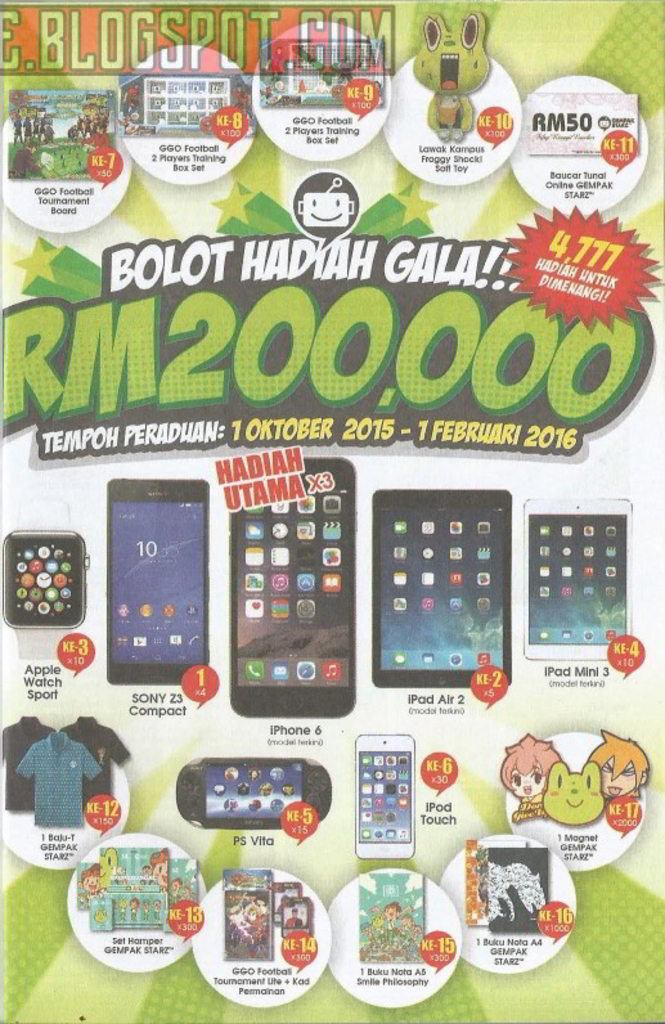 E.BLOGSPOT.COM
KE-7
X50
GGO Football
Tournament
Board
KE-8
X100
GGO Football
2 Players Training
Box Set
KE-9
X100
GGO Football
2 Players Training
Box Set
KE-10
X100
Lawak Kampus
Froggy Shock!
Soft Toy
RM50
KE-11
X300
Baucar Tunai
Online GEMPAK
STARZ™
BOLOT HADIAH GALA!!
4,777
HADIAH UNTUK
DIMENANGI!
RM200,000
TEMPOH PERADUAN: 1 OKTOBER 2015 - 1 FEBRUARI 2016
HADIAH
UTAMA X3
KE-3
X10
Apple
Watch
Sport
SONY
10
1
X4
SONY Z3
Compact
iPhone 6
(model terkini)
KE-2
X5
iPad Air 2
(model terkini)
KE-4
X10
iPad Mini 3
(model terkini)
KE-12
X150
1 Baju-T
GEMPAK
STARZ™
KE-5
X15
PS Vita
KE-6
X30
iPod
Touch
KE-17
X2000
1 Magnet
GEMPAK
STARZ™
KE-13
X300
Set Hamper
GEMPAK STARZ™
KE-14
X300
GGO Football
Tournament Lite + Kad
Permainan
KE-15
X300
1 Buku Nota A5
Smile Philosophy
KE-16
X1000
1 Buku Nota A4
GEMPAK
STARZ™